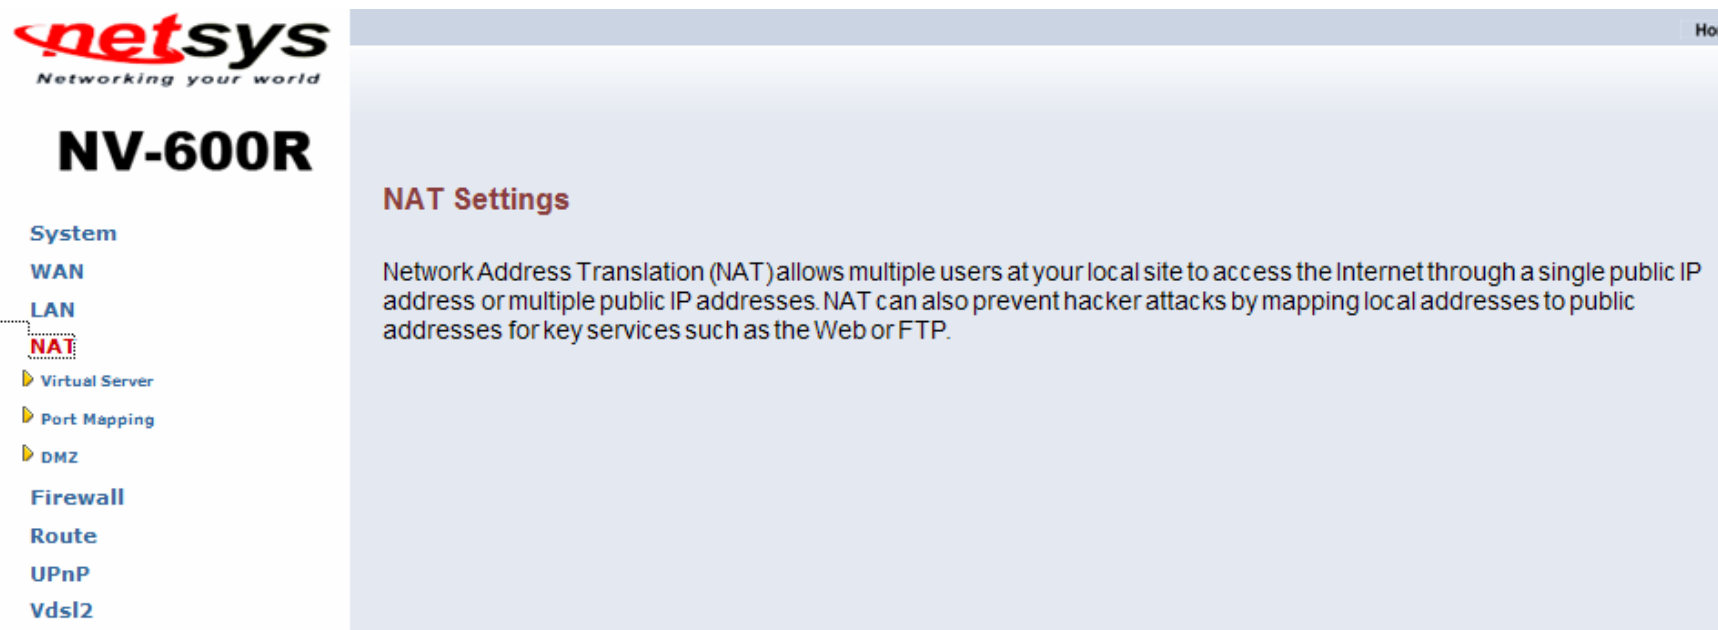 netsys
Networking your world
NV-600R
System
WAN
LAN
NAT
Virtual Server
Port Mapping
DMZ
Firewall
Route
UPnP
Vdsl2
NAT Settings
Network Address Translation (NAT) allows multiple users at your local site to access the Internet through a single public IP
address or multiple public IP addresses. NAT can also prevent hacker attacks by mapping local addresses to public
addresses for key services such as the Web or FTP.